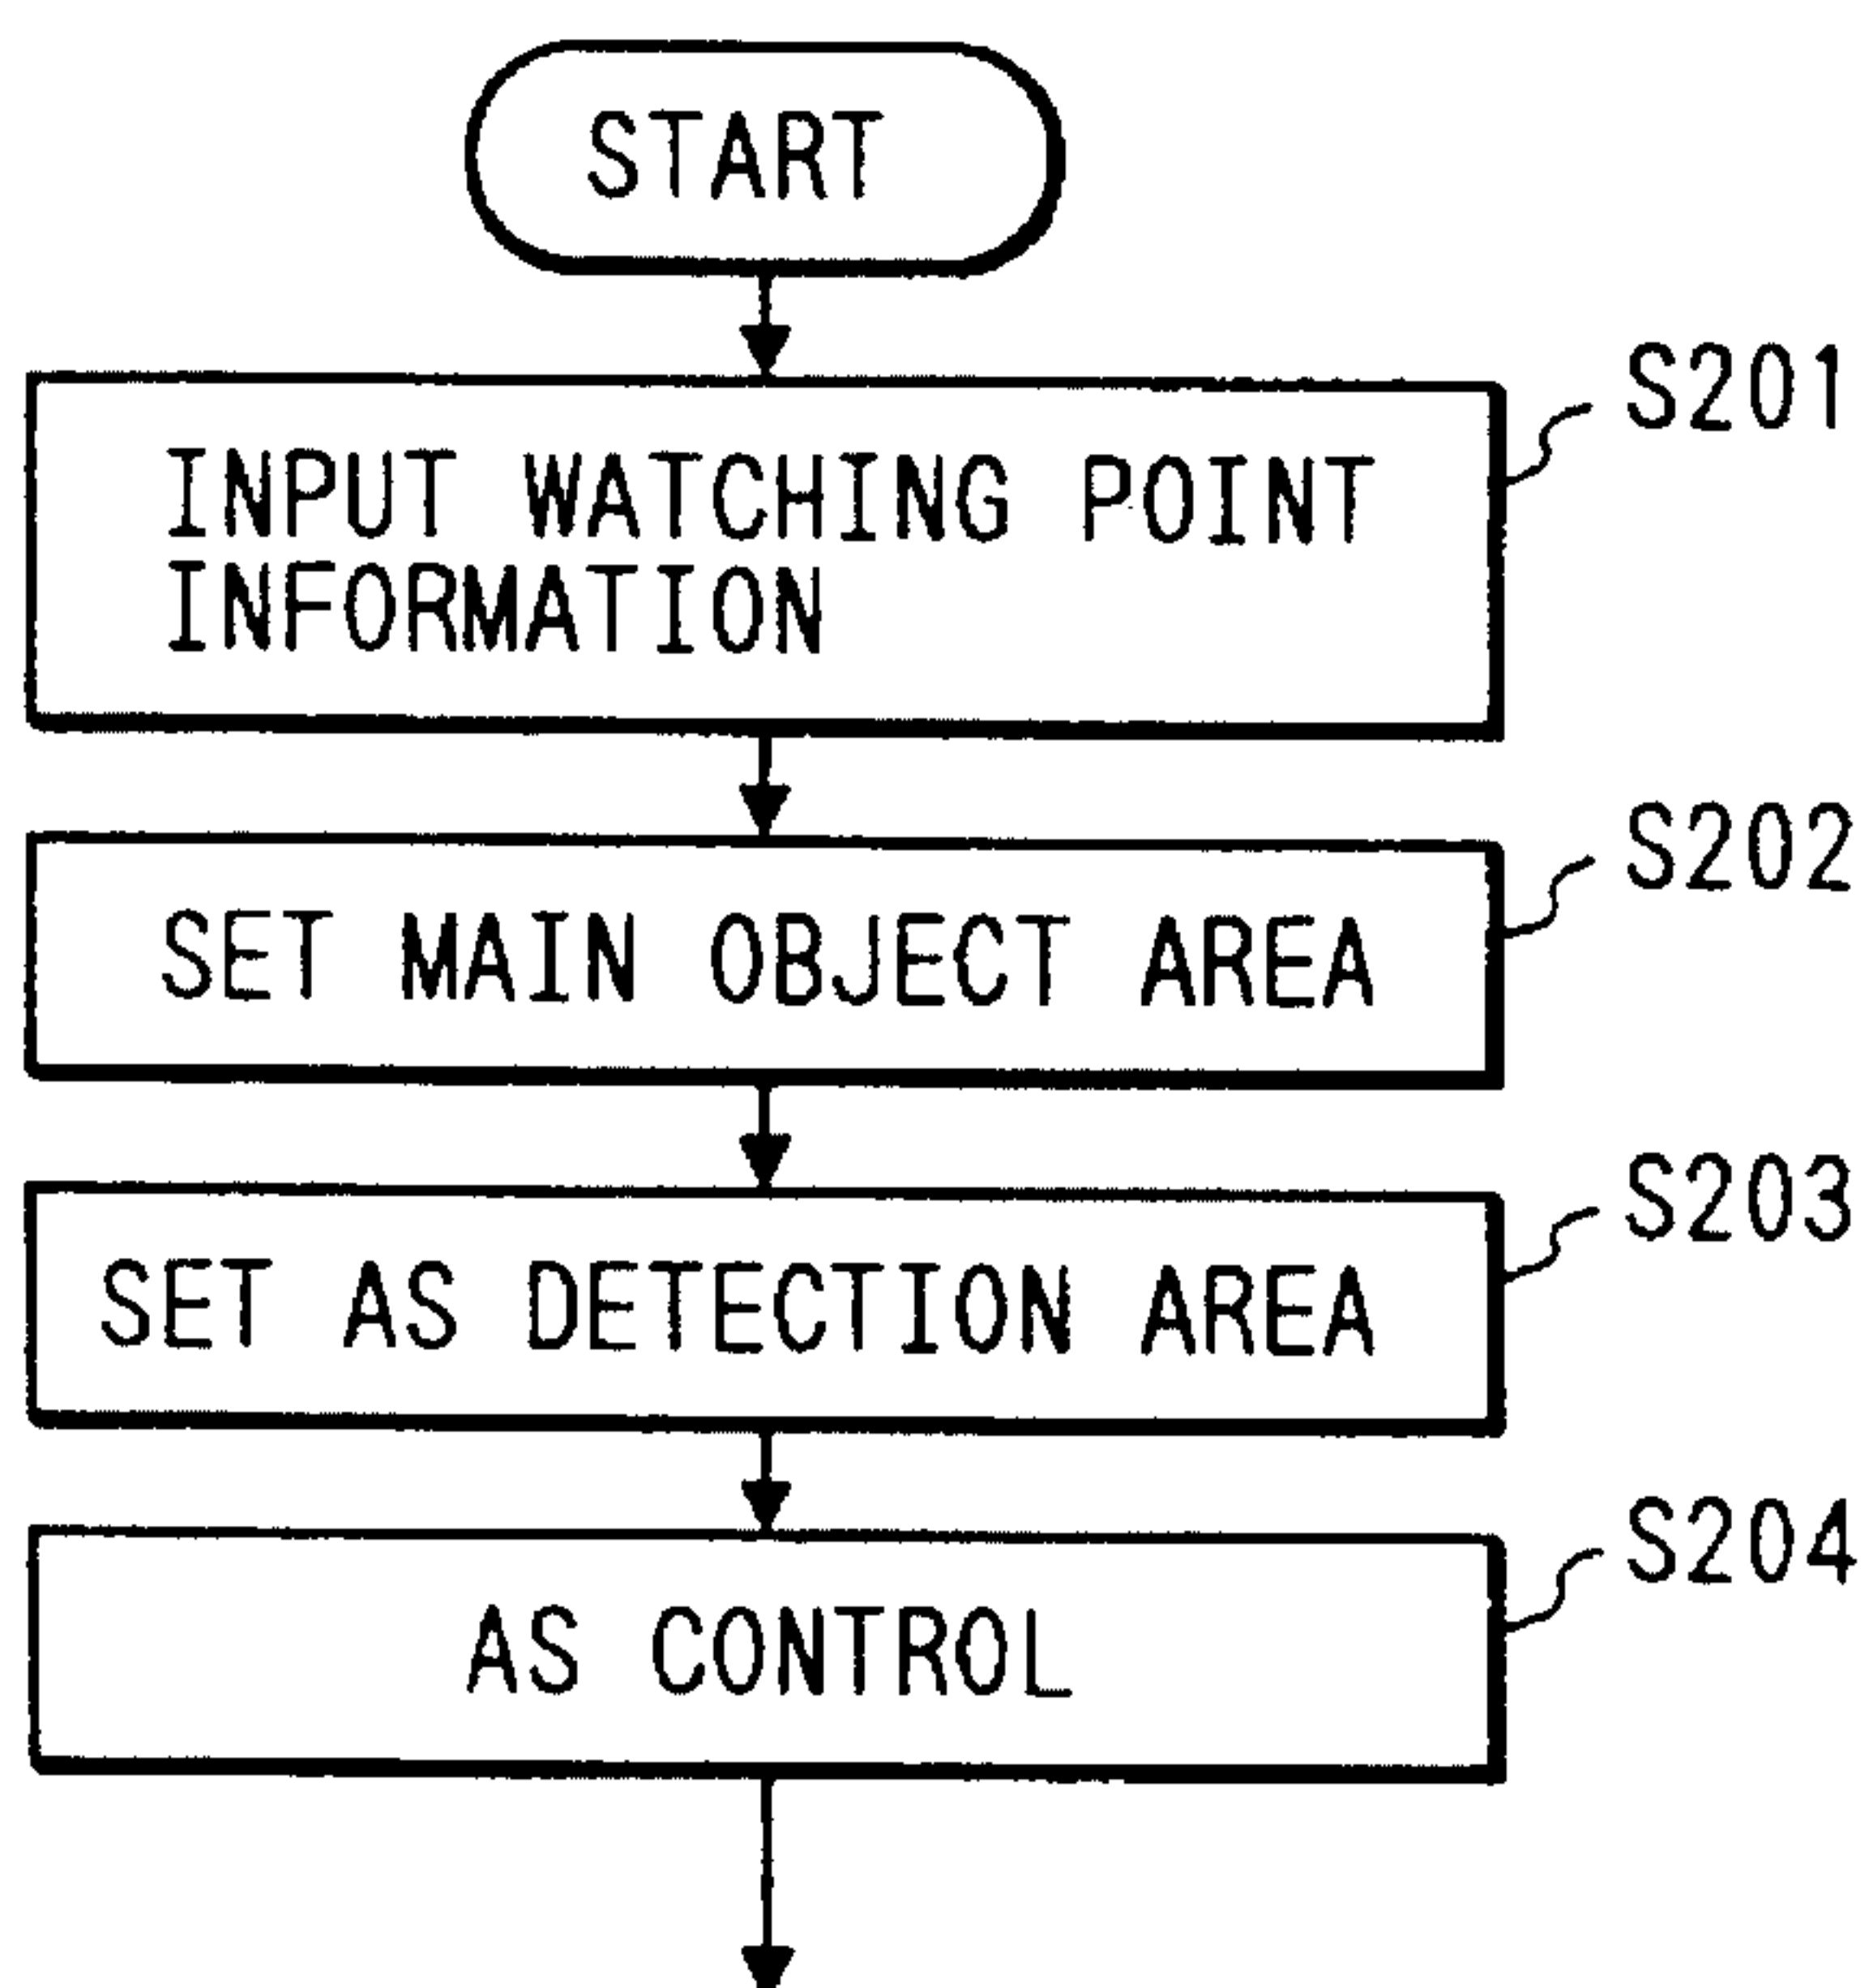 START
S201
INPUT WATCHING POINT
INFORMATION
S202
SET MAIN OBJECT AREA
S203
SET AS DETECTION AREA
S204
AS CONTROL